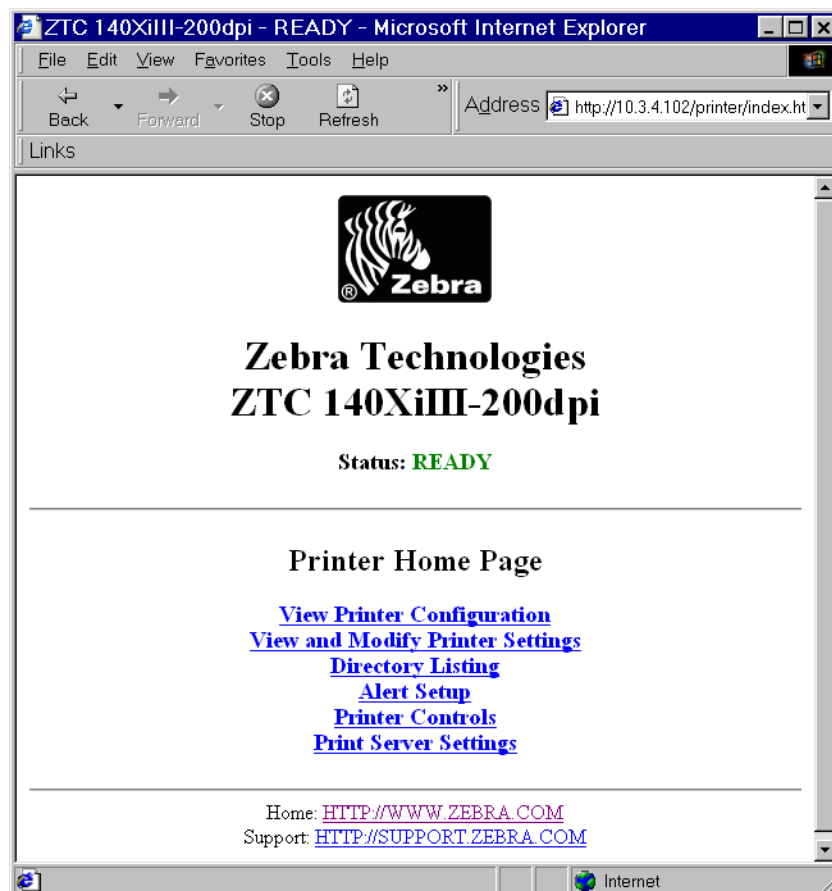 ZTC 140XiIII-200dpi - READY - Microsoft Internet Explorer
File Edit View Favorites Tools Help
Back Forward Stop Refresh » Address http://10.3.4.102/printer/index.ht
Links
® Zebra
Zebra Technologies
ZTC 140XiIII-200dpi
Status: READY
Printer Home Page
View Printer Configuration
View and Modify Printer Settings
Directory Listing
Alert Setup
Printer Controls
Print Server Settings
Home: HTTP://WWW.ZEBRA.COM
Support: HTTP://SUPPORT.ZEBRA.COM
Internet